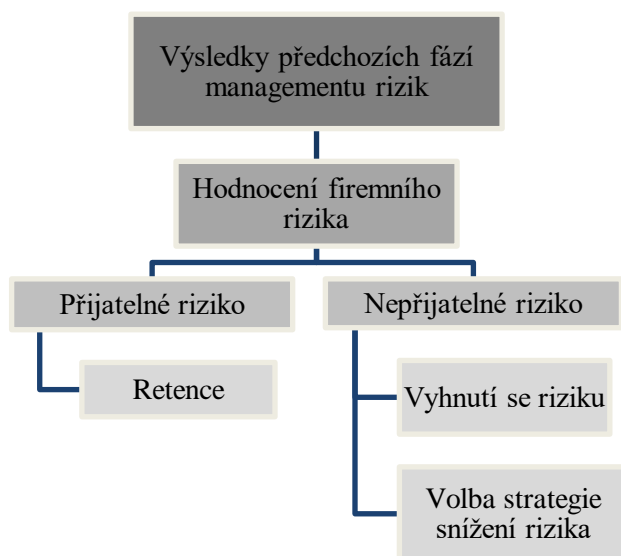 Výsledky předchozích fází
managementu rizik
Hodnocení firemního
rizika
Přijatelné riziko
Nepřijatelné riziko
Retence
Vyhnutí se riziku
Volba strategie
snížení rizika